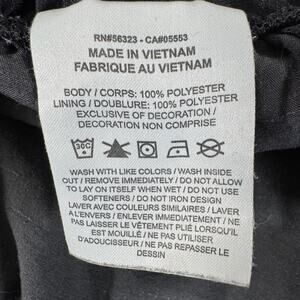 RN#56323 - CA#05553
MADE IN VIETNAM
FABRIQUE AU VIETNAM
BODY / CORPS: 100% POLYESTER
LINING / DOUBLURE: 100% POLYESTER
EXCLUSIVE OF DECORATION /
DECORATION NON COMPRISE
30C
WASH WITH LIKE COLORS / WASH INSIDE
OUT / REMOVE IMMEDIATELY / DO NOT ALLOW
TO LAY ON ITSELF WHEN WET / DO NOT USE
SOFTENERS / DO NOT IRON DESIGN
LAVER AVEC COULEURS SIMILAIRES / LAVER
A L'ENVERS / ENLEVER IMMEDIATEMENT / NE
PAS LAISSER LE VÊTEMENT PLIÉ LORSQU'IL
EST MOUILLÉ / NE PAS UTILISER
D'ADOUCISSEUR / NE PAS REPASSER LE
DESSIN